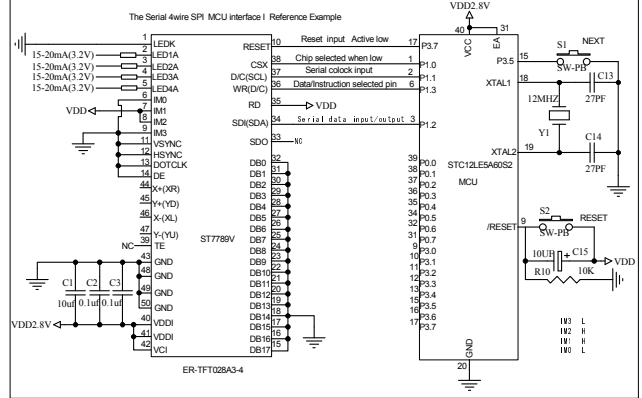 The Serial 4wire SPI MCU interface I Reference Example
VDD2.8V
1 LEDK
15-20mA(3.2V) 2 LED1A
15-20mA(3.2V) 3 LED2A
15-20mA(3.2V) 4 LED3A
15-20mA(3.2V) 5 LED4A
6 IM0
VDD 7 IM1
8 IM2
9 IM3
11 VSYNC
12 HSYNC
13 DOTCLK
14 DE
44 X+(XR)
45 Y+(YD)
46 X-(XL)
47 Y-(YU)
NC 39 TE
43 GND
48 GND
49 GND
50 GND
VDD2.8V 40 VDDI
41 VDDI
42 VCI
C1 C2 C3
10uf 0.1uf 0.1uf
ST7789V
ER-TFT028A3-4
RESET 10 Reset input Active low 17 P3.7
CSX 38 Chip selected when low 1 P1.0
D/C(SCL) 37 Serial colock input 2 P1.1
WR(D/C) 36 Data/Instruction selected pin 6 P1.3
RD 35 VDD
SDI(SDA) 34 Serial data input/output 3 P1.2
SDO 33 NC
DB0 32
DB1 31
DB2 30
DB3 29
DB4 28
DB5 27
DB6 26
DB7 25
DB8 24
DB9 23
DB10 22
DB11 21
DB12 20
DB13 19
DB14 18
DB15 17
DB16 16
DB17 15
40 VCC
31 EA
39 P0.0
38 P0.1
37 P0.2
36 P0.3
35 P0.4
34 P0.5
32 P0.6
31 P0.7
9 P3.0
10 P3.1
11 P3.2
12 P3.3
13 P3.4
14 P3.5
15 P3.6
16
17 P3.7
STC12LE5A60S2
MCU
GND
20
P3.5 15
S1 NEXT
SW-PB
XTAL1 18
C13
27PF
12MHZ
Y1
XTAL2 19
C14
27PF
/RESET 9
S2 RESET
SW-PB
10UF + C15
R10 10K
VDD
IM3 L
IM2 H
IM1 H
IM0 L